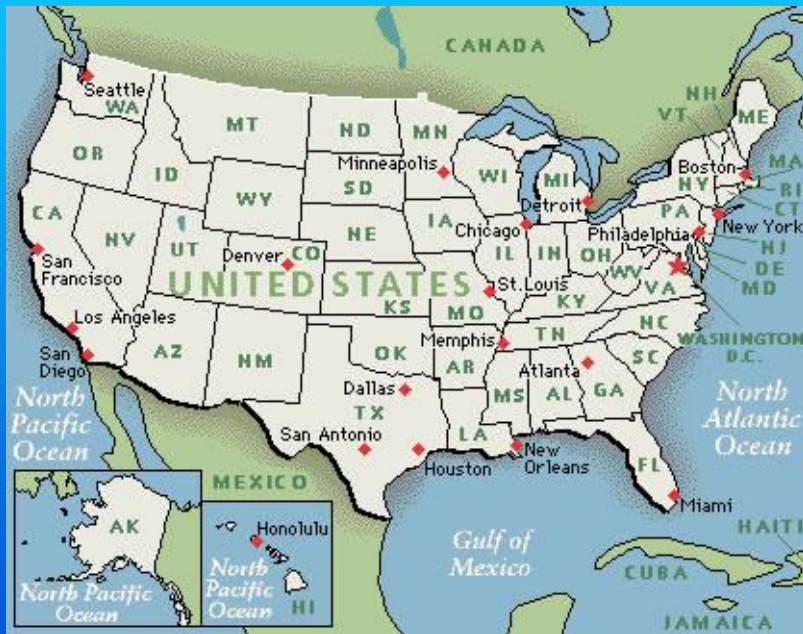 CANADA
Seattle
WA
MT
ND
MN
ME
NH
VT
OR
ID
Minneapolis
WI
MI
Boston
MA
SD
WY
NY
RI
Detroit
CT
CA
IA
PA
NV
NE
Chicago
New York
UT
Denver
CO
IL
IN
OH
Philadelphia
NJ
San
Francisco
WV
DE
UNITED STATES
St.Louis
VA
MD
KS
MO
KY
Los Angeles
NC
WASHINGTON
D.C.
Memphis
TN
San
Diego
AZ
NM
OK
AR
SC
Atlanta
Dallas
MS
AL
GA
North
Pacific
Ocean
TX
North
Atlantic
Ocean
San Antonio
LA
Houston
New
Orleans
FL
MEXICO
Miami
AK
Honolulu
Gulf of
Mexico
HAITI
CUBA
North
Pacific
Ocean
HI
North Pacific
Ocean
JAMAICA